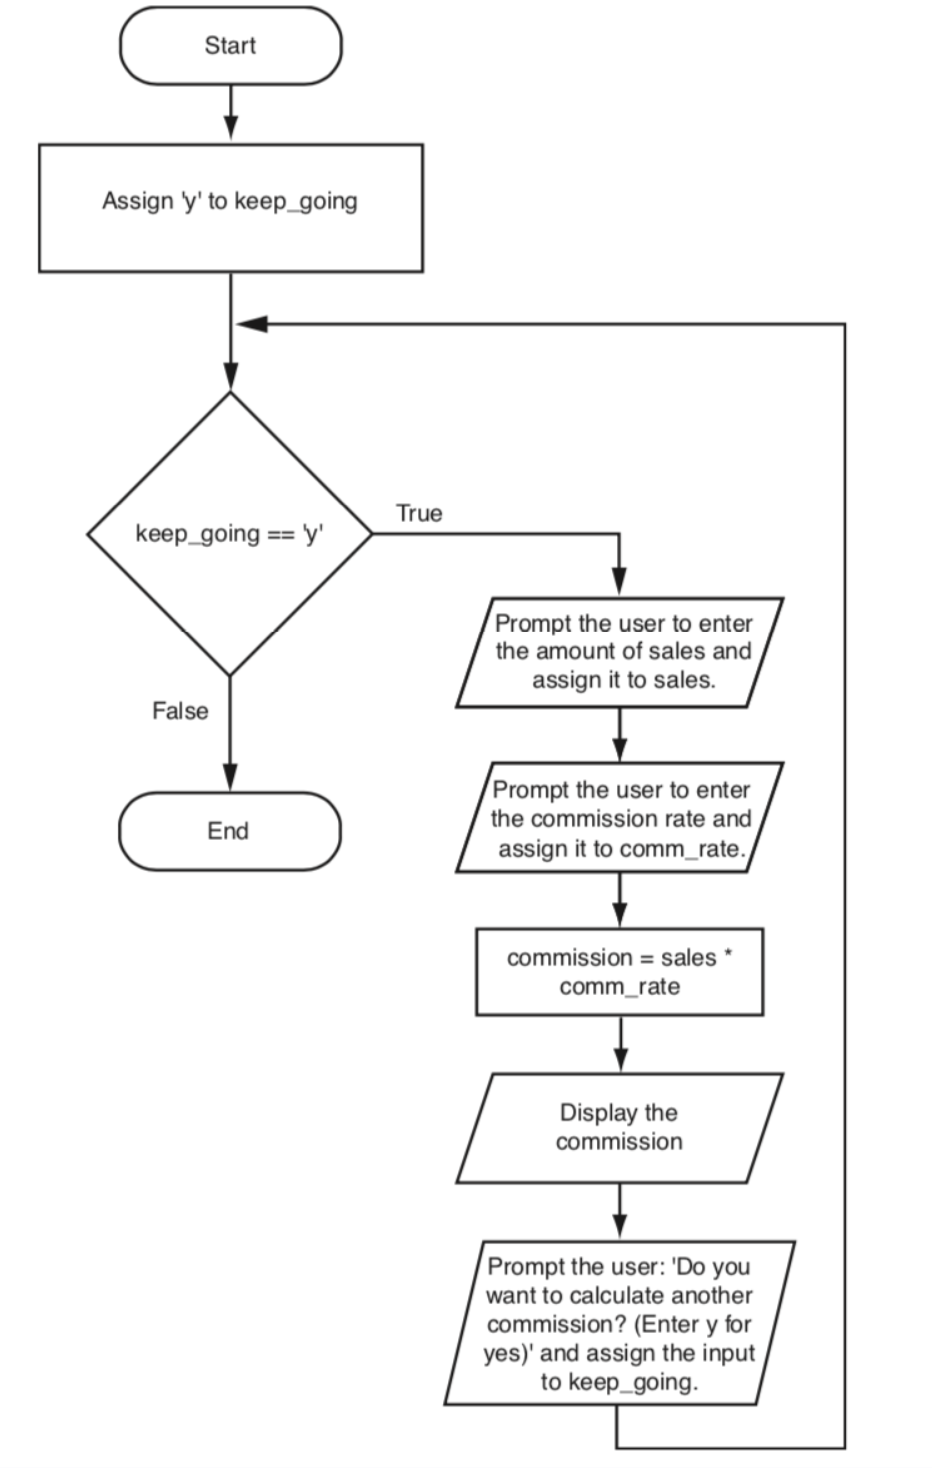 Start
Assign 'y' to keep_going
keep_going == 'y'
True
False
End
Prompt the user to enter
the amount of sales and
assign it to sales.
Prompt the user to enter
the commission rate and
assign it to comm_rate.
commission = sales *
comm_rate
Display the
commission
Prompt the user: 'Do you
want to calculate another
commission? (Enter y for
yes)' and assign the input
to keep_going.